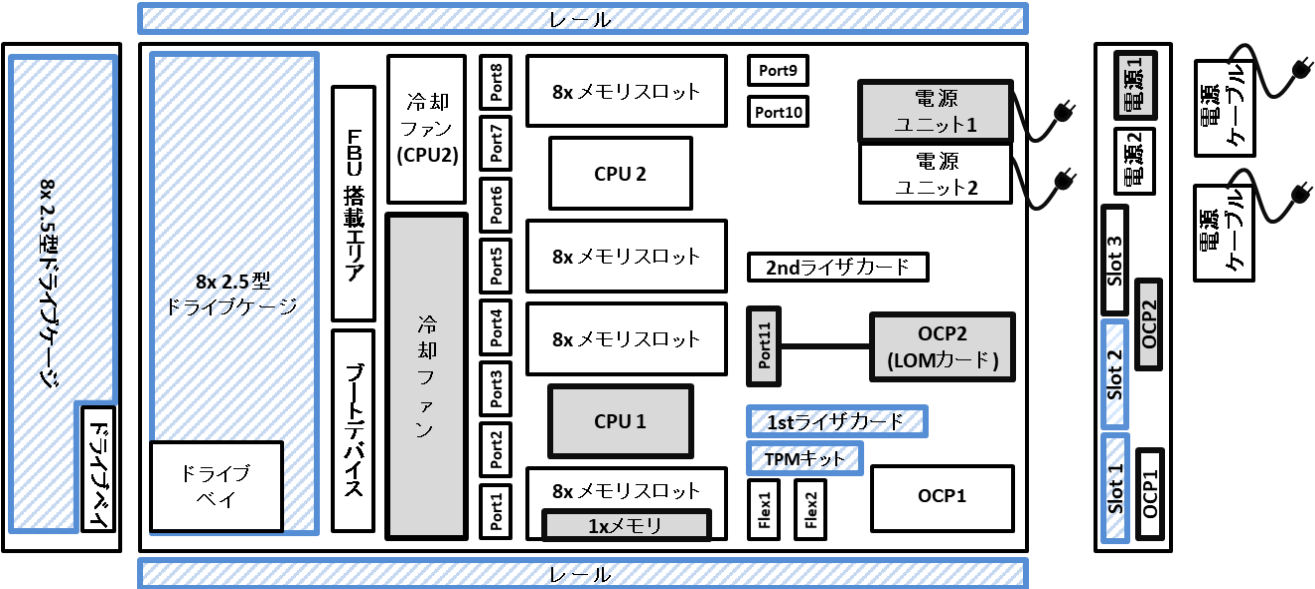 レール
8x 2.5型ドライブケージ
ドライブベイ
8x 2.5型
ドライブケージ
ドライブ
ベイ
FBU 搭載エリア
ブートデバイス
冷却
ファン
(CPU2)
冷却ファン
Port8
Port7
Port6
Port5
Port4
Port3
Port2
Port1
8x メモリスロット
CPU 2
8x メモリスロット
8x メモリスロット
CPU 1
8x メモリスロット
1xメモリ
Port9
Port10
電源
ユニット1
電源
ユニット2
2ndライザカード
Port11
OCP2
(LOMカード)
1stライザカード
TPMキット
Flex1
Flex2
OCP1
電源1
電源2
Slot 3
OCP2
Slot 2
Slot 1
OCP1
電源
ケーブル
電源
ケーブル
レール